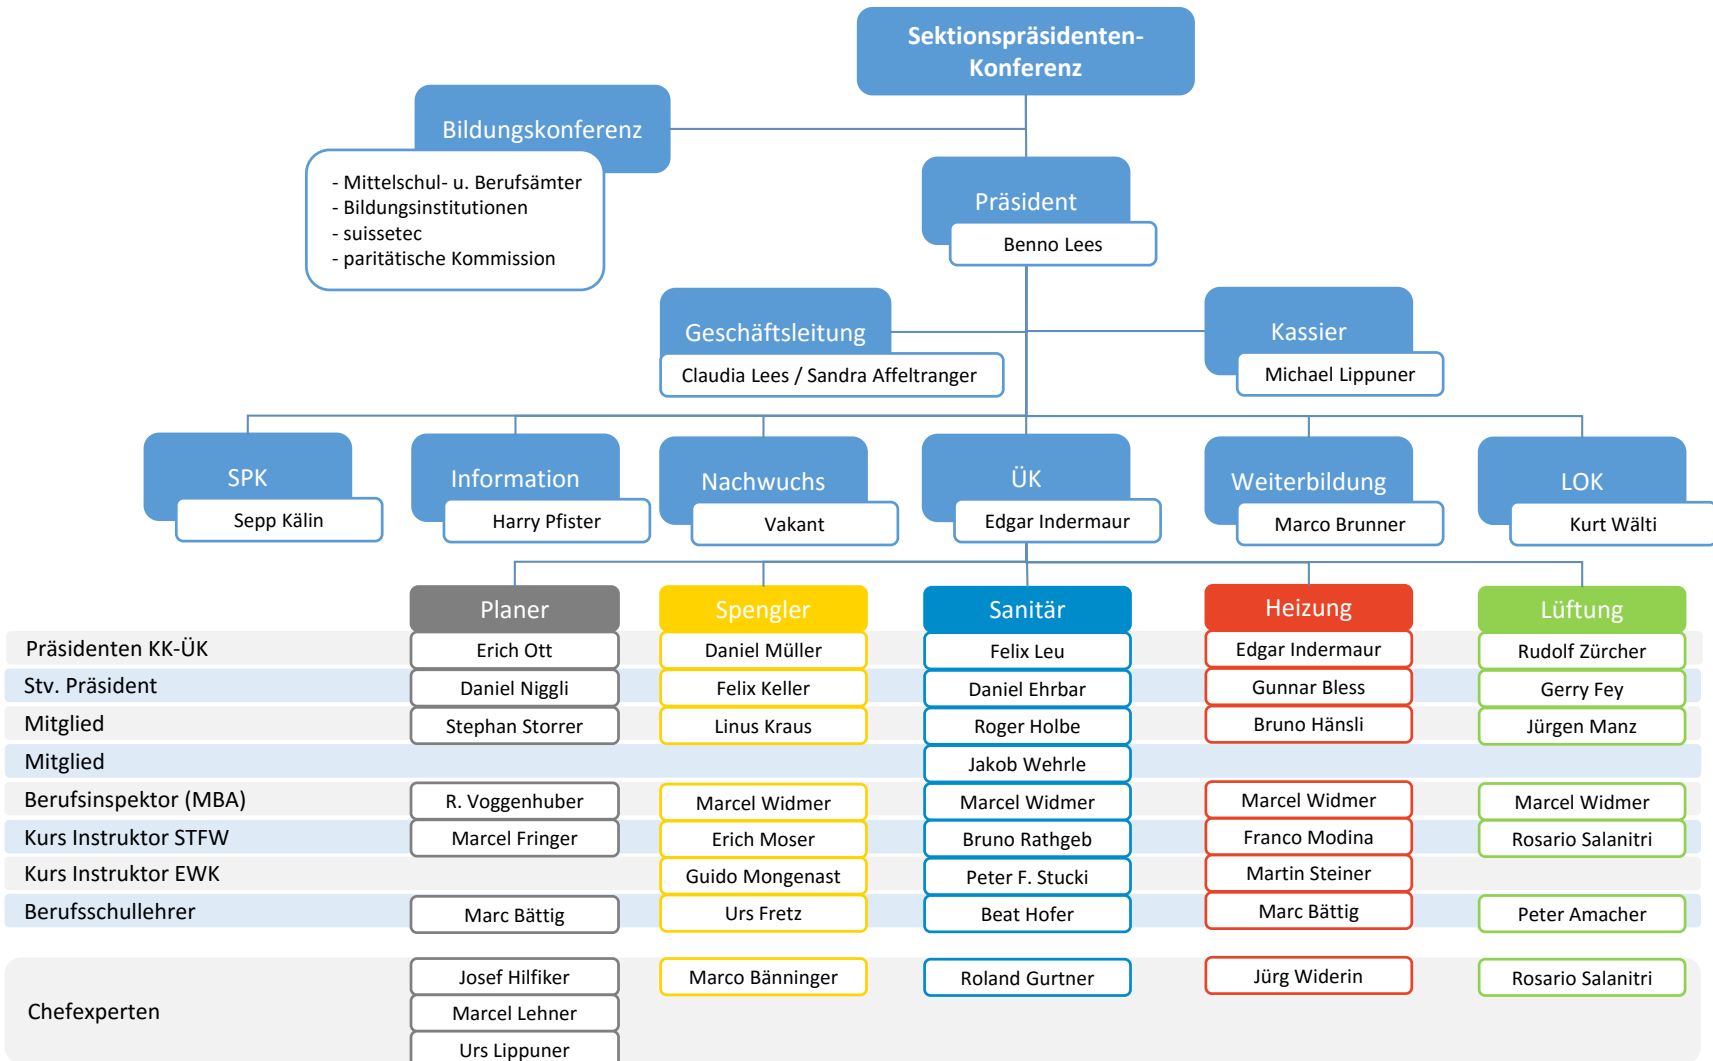 Sektionspräsidenten-
Konferenz
Bildungskonferenz
- Mittelschul- u. Berufsämter
- Bildungsinstitutionen
- suissetec
- paritätische Kommission
Präsident
Benno Lees
Geschäftsleitung
Claudia Lees / Sandra Affeltranger
Kassier
Michael Lippuner
SPK
Sepp Kälin
Information
Harry Pfister
Nachwuchs
Vakant
ÜK
Edgar Indermaur
Weiterbildung
Marco Brunner
LOK
Kurt Wälti
Planer Spengler Sanitär Heizung Lüftung
Präsidenten KK-ÜK Erich Ott Daniel Müller Felix Leu Edgar Indermaur Rudolf Zürcher
Stv. Präsident Daniel Niggli Felix Keller Daniel Ehrbar Gunnar Bless Gerry Fey
Mitglied Stephan Storrer Linus Kraus Roger Holbe Bruno Hänsli Jürgen Manz
Mitglied Jakob Wehrle
Berufsinspektor (MBA) R. Voggenhuber Marcel Widmer Marcel Widmer Marcel Widmer Marcel Widmer
Kurs Instruktor STFW Marcel Fringer Erich Moser Bruno Rathgeb Franco Modina Rosario Salanitri
Kurs Instruktor EWK Guido Mongenast Peter F. Stucki Martin Steiner
Berufsschullehrer Marc Bättig Urs Fretz Beat Hofer Marc Bättig Peter Amacher
Josef Hilfiker Marco Bänninger Roland Gurtner Jürg Widerin Rosario Salanitri
Chefexperten Marcel Lehner
Urs Lippuner